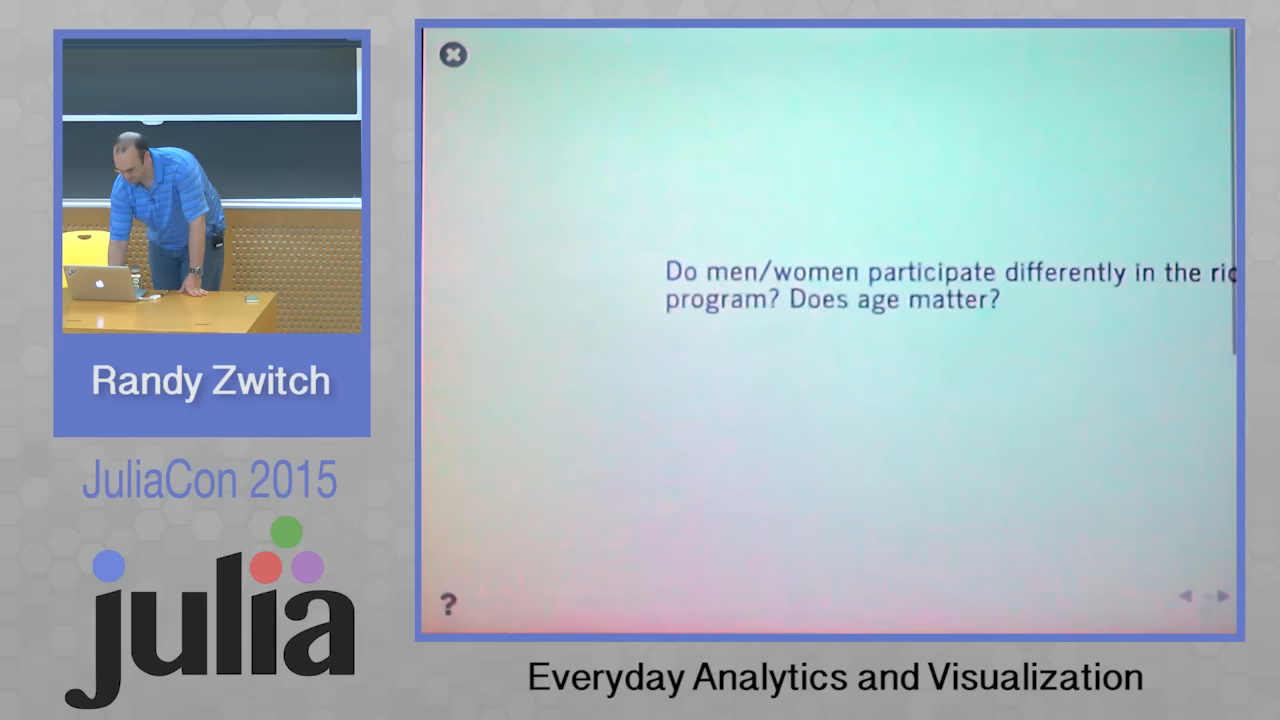 Do men/women participate differently in the ric
program? Does age matter?
?
Randy Zwitch
JuliaCon 2015
julia
Everyday Analytics and Visualization